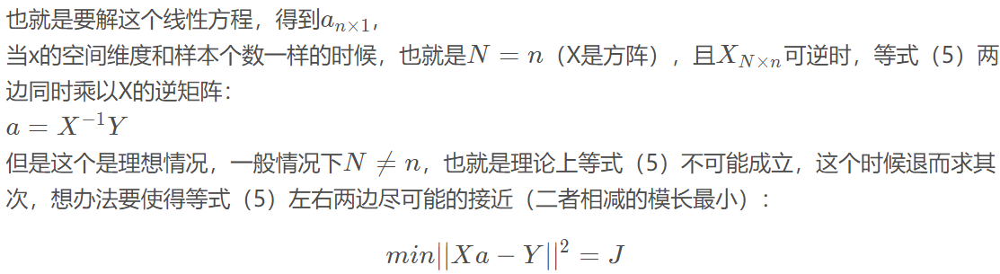 也就是要解这个线性方程，得到$a_{n\times1}$,
当x的空间维度和样本个数一样的时候，也就是$N=n$（X是方阵），且$X_{N\times n}$可逆时，等式（5）两
边同时乘以X的逆矩阵：
$a=X^{-1}Y$
但是这个是理想情况，一般情况下$N\neq n$，也就是理论上等式（5）不可能成立，这个时候退而求其
次，想办法要使得等式（5）左右两边尽可能的接近（二者相减的模长最小）：
$min||Xa-Y||^2=J$